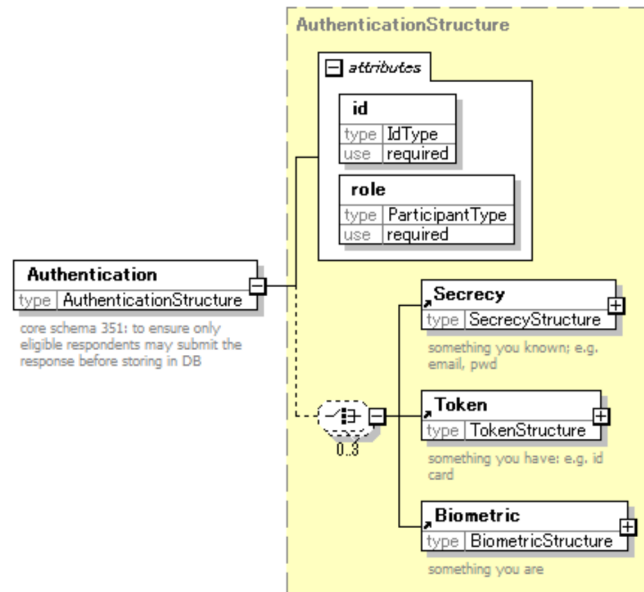 AuthenticationStructure
attributes
id
type IdType
use required
role
type ParticipantType
use required
Authentication
type AuthenticationStructure
core schema 351: to ensure only
eligible respondents may submit the
response before storing in DB
0..3
Secrecy
type SecrecyStructure
something you known; e.g.
email, pwd
Token
type TokenStructure
something you have: e.g. id
card
Biometric
type BiometricStructure
something you are